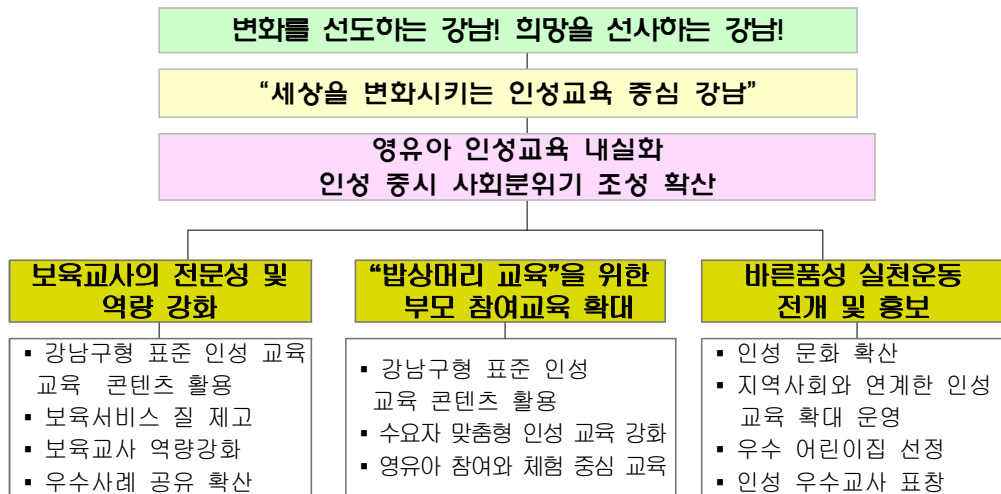 변화를 선도하는 강남! 희망을 선사하는 강남!
“세상을 변화시키는 인성교육 중심 강남”
영유아 인성교육 내실화
인성 중시 사회분위기 조성 확산
보육교사의 전문성 및
역량 강화
▪ 강남구형 표준 인성 교육
교육 콘텐츠 활용
▪ 보육서비스 질 제고
▪ 보육교사 역량강화
▪ 우수사례 공유 확산
“밥상머리 교육”을 위한
부모 참여교육 확대
▪ 강남구형 표준 인성
교육 콘텐츠 활용
▪ 수요자 맞춤형 인성 교육 강화
▪ 영유아 참여와 체험 중심 교육
바른품성 실천운동
전개 및 홍보
▪ 인성 문화 확산
▪ 지역사회와 연계한 인성
교육 확대 운영
▪ 우수 어린이집 선정
▪ 인성 우수교사 표창